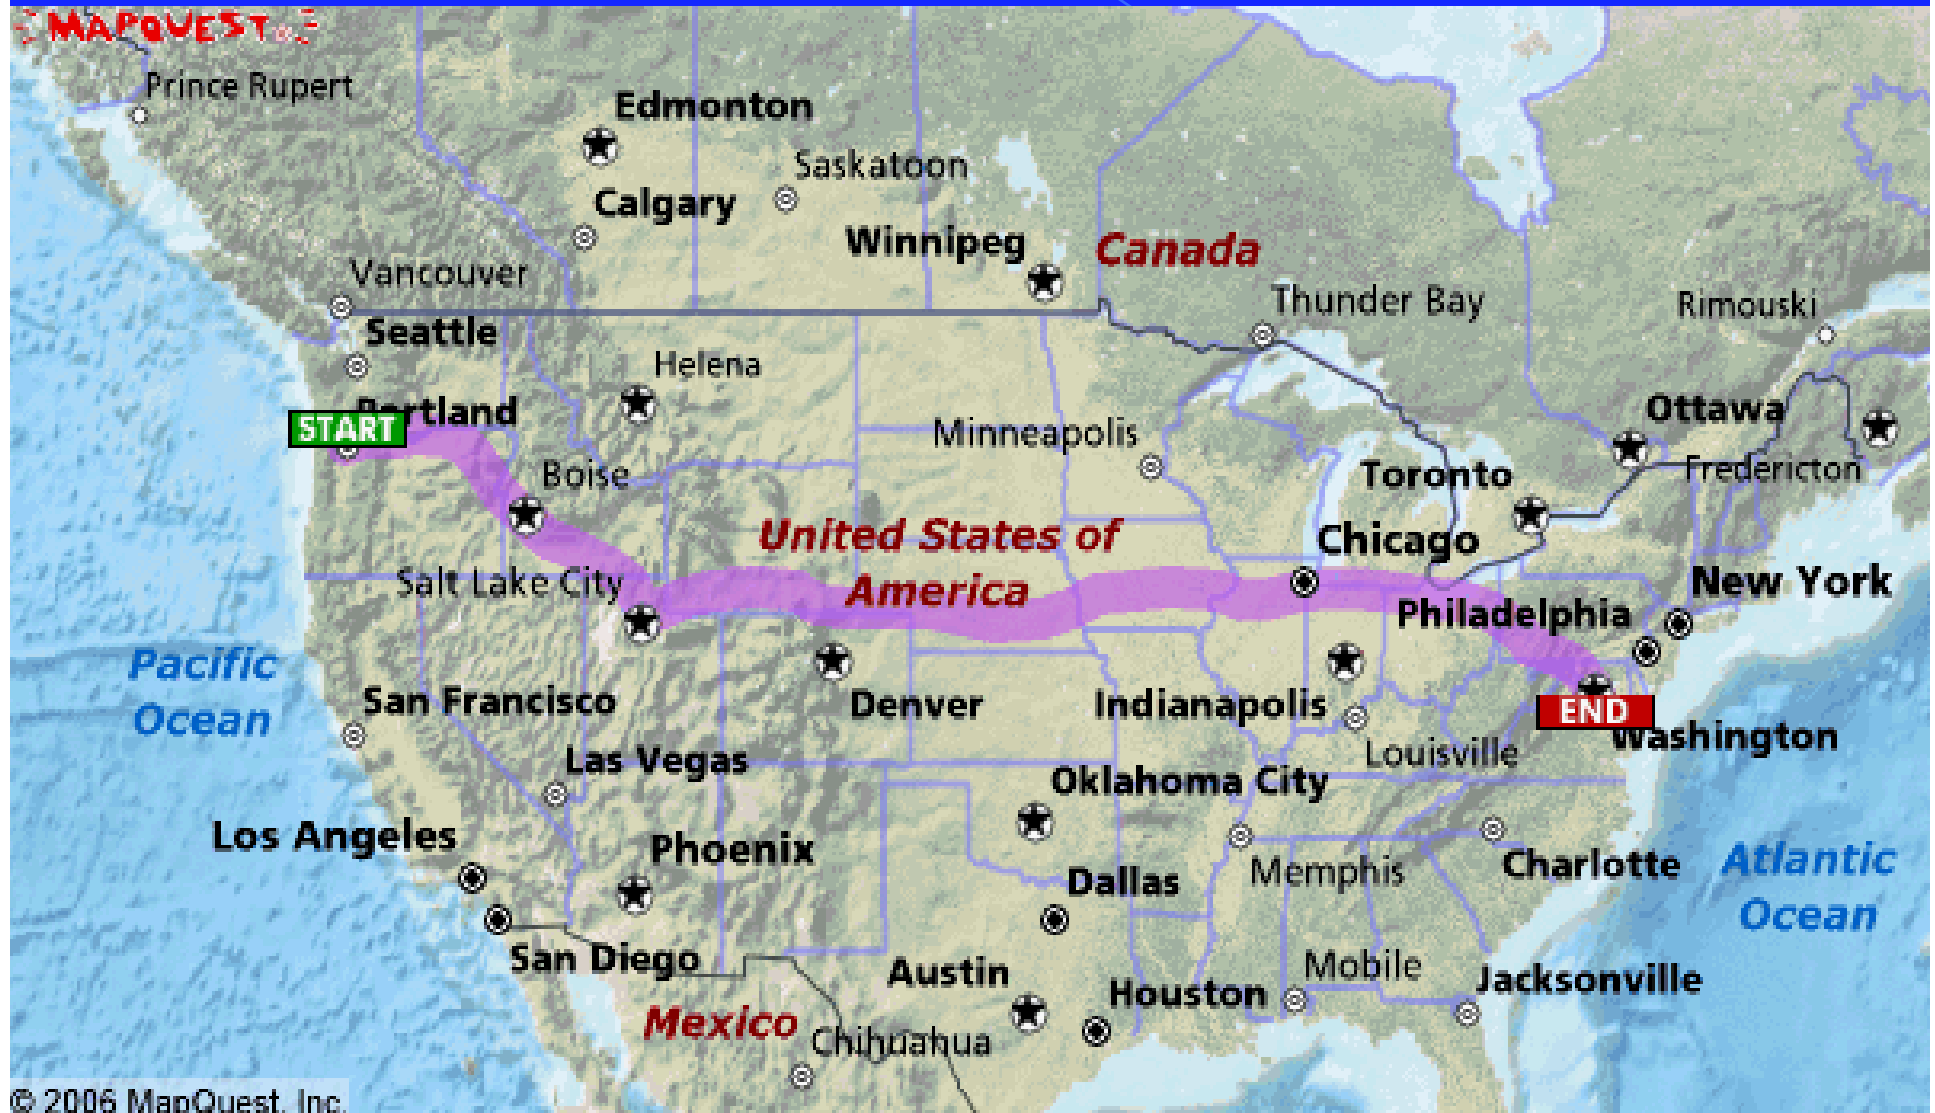 MAPQUEST
Prince Rupert
Edmonton
Saskatoon
Calgary
Winnipeg
Canada
Vancouver
Thunder Bay
Rimouski
Seattle
Helena
Portland
START
Minneapolis
Ottawa
Boise
Toronto
Fredericton
United States of
America
Chicago
Salt Lake City
New York
Philadelphia
Pacific
Ocean
San Francisco
Denver
Indianapolis
END
Washington
Louisville
Las Vegas
Oklahoma City
Los Angeles
Phoenix
Memphis
Charlotte
Atlantic
Ocean
Dallas
San Diego
Austin
Houston
Mobile
Jacksonville
Mexico
Chihuahua
© 2006 MapQuest, Inc.